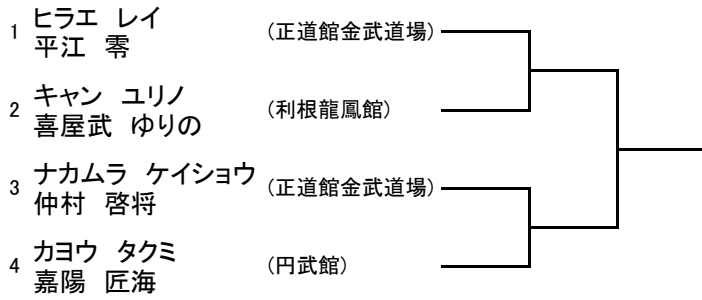 1 ヒラエ レイ (正道館金武道場)
平江 零
2 キャン ユリノ (利根龍鳳館)
喜屋武 ゆりの
3 ナカムラ ケイショウ (正道館金武道場)
仲村 啓将
4 カヨウ タクミ (円武館)
嘉陽 匠海